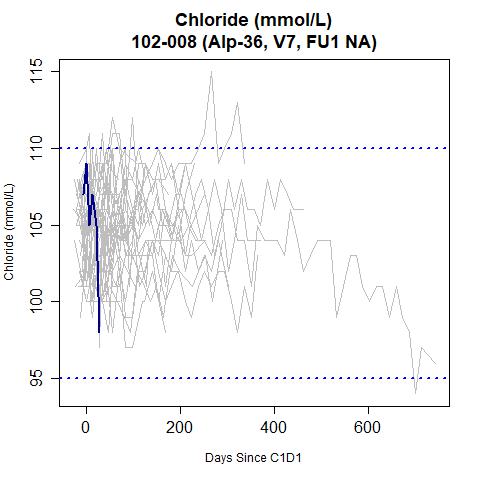 Chloride (mmol/L)
102-008 (Alp-36, V7, FU1 NA)
Chloride (mmol/L)
115
110
105
100
95
0 200 400 600
Days Since C1D1